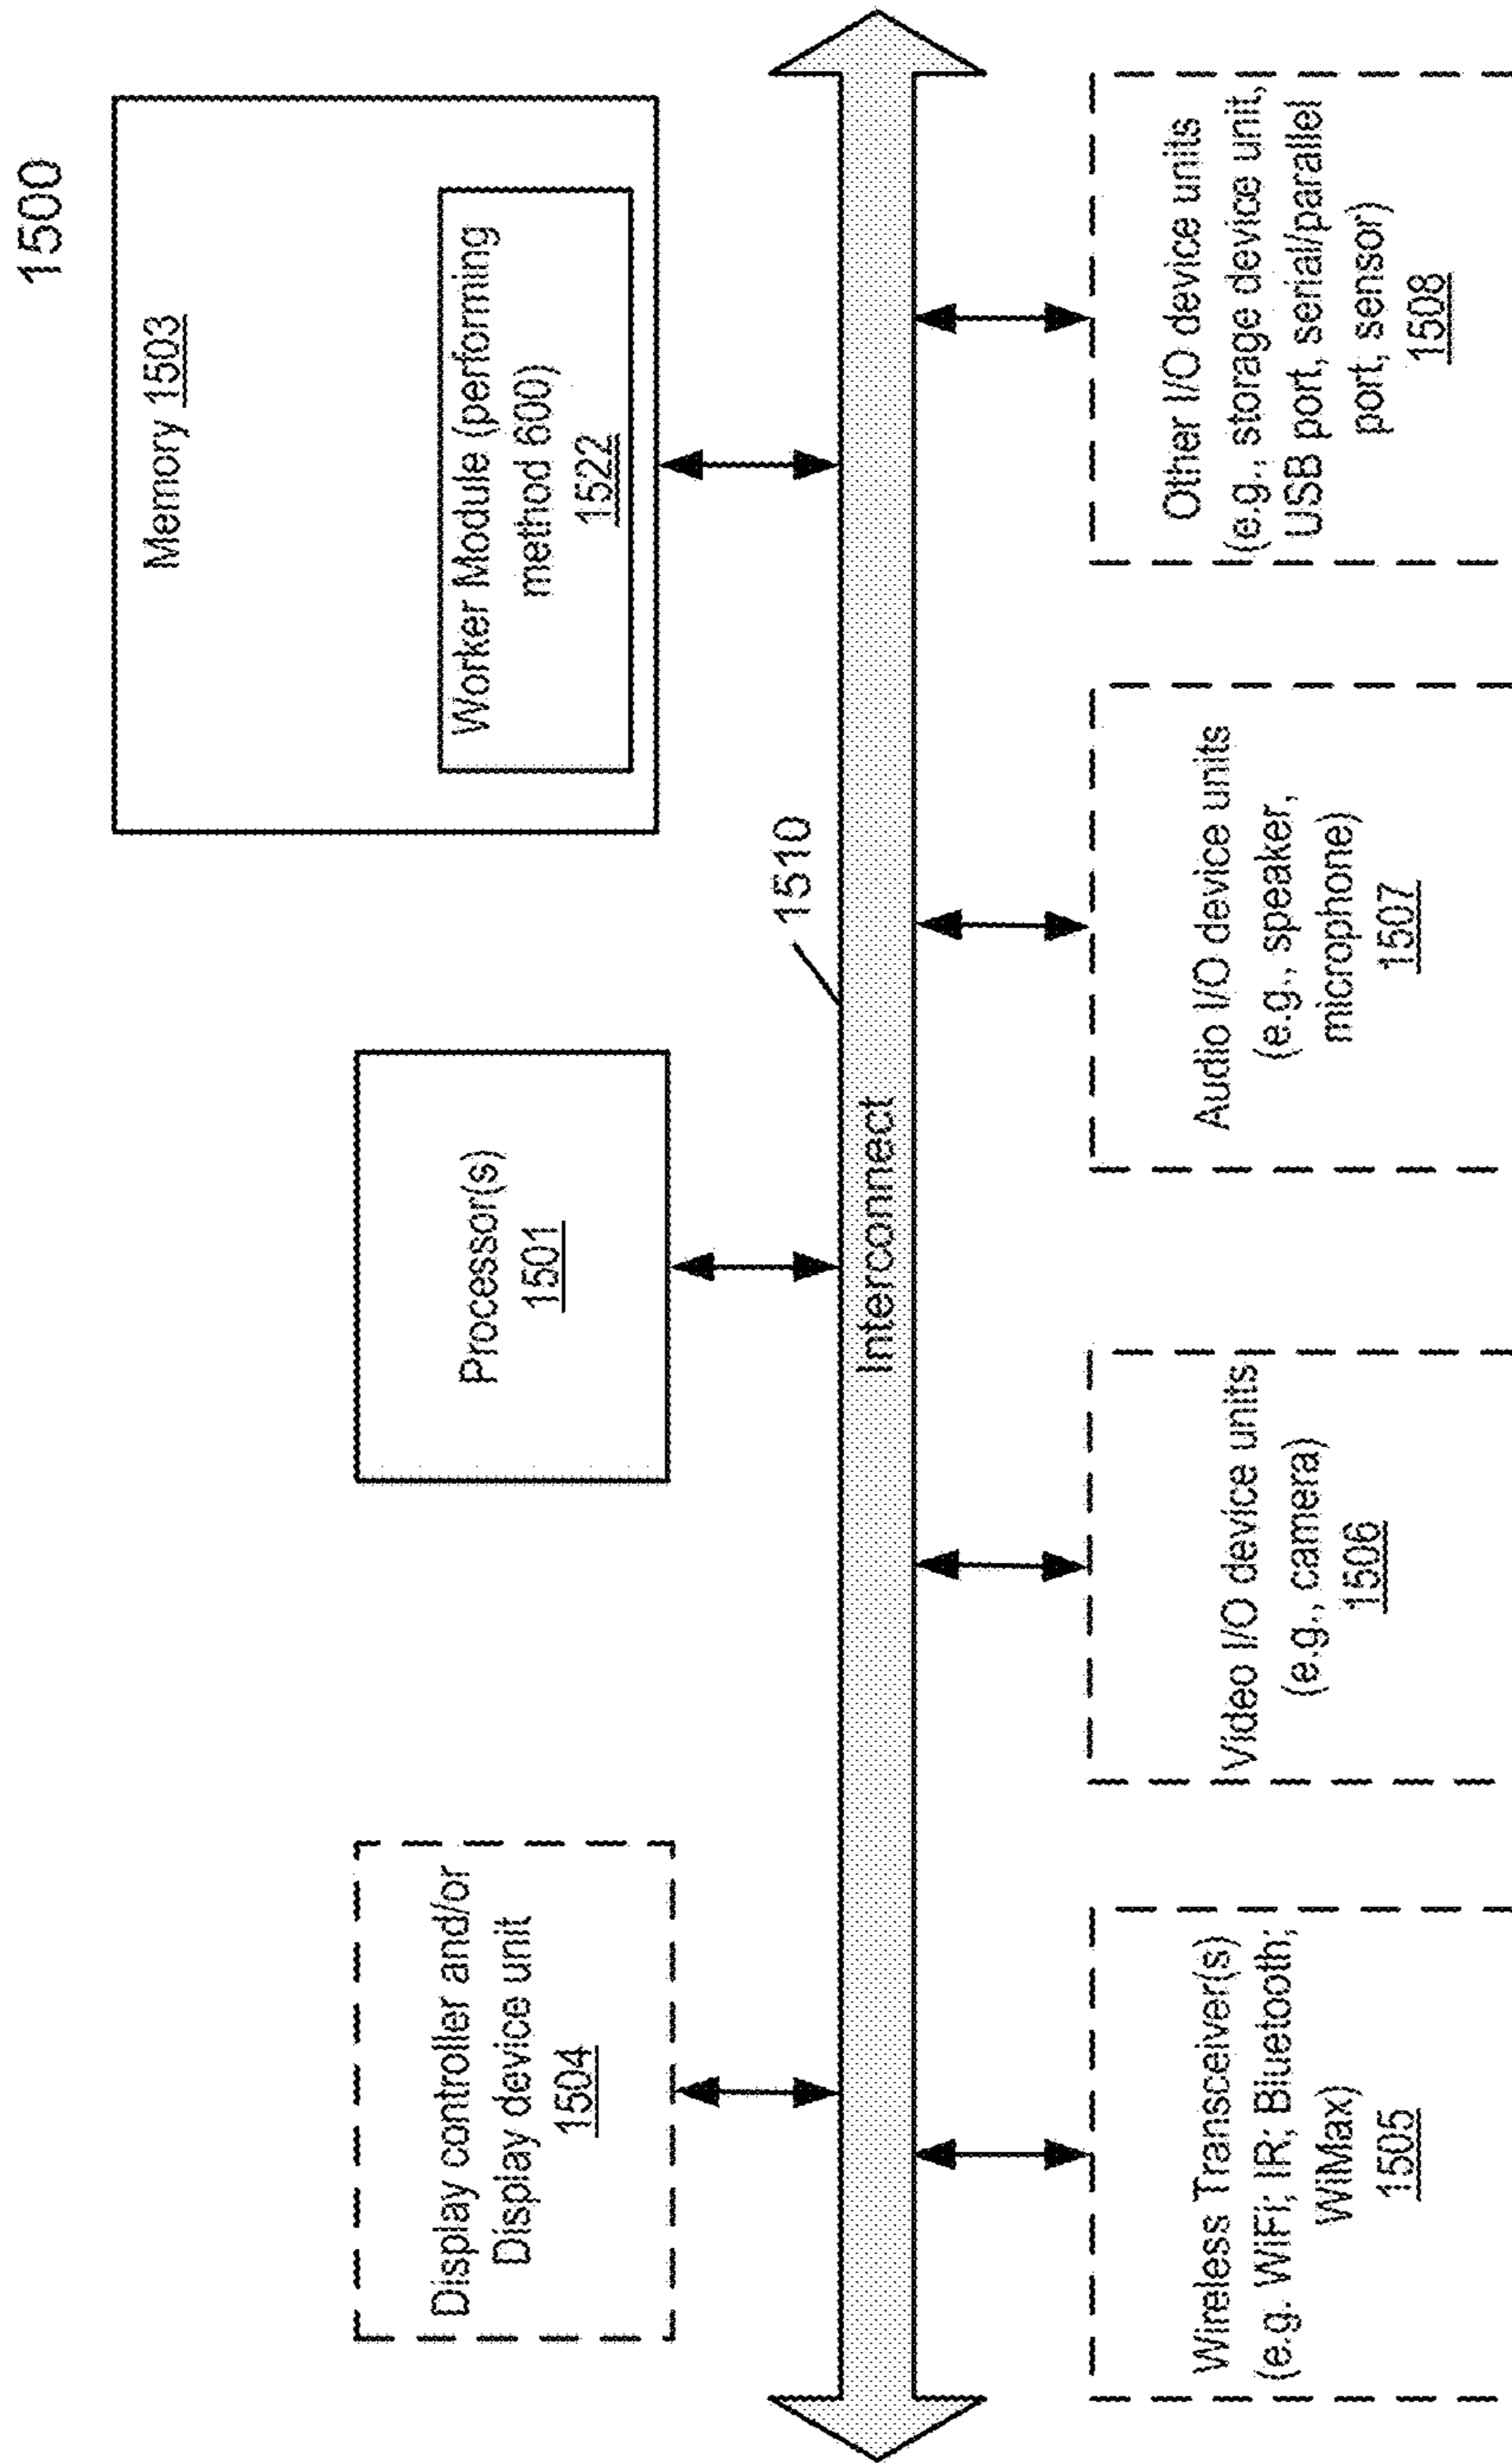 1500
Display controller and/or
Display device unit
1504
Processor(s)
1501
Memory 1503
Worker Module (performing
method 600)
1522
1510
Interconnect
Wireless Transceiver(s)
(e.g. WiFi; IR; Bluetooth;
WiMax)
1505
Video I/O device units
(e.g., camera)
1506
Audio I/O device units
(e.g., speaker,
microphone)
1507
Other I/O device units
(e.g., storage device unit,
USB port, serial/parallel
port, sensor)
1508